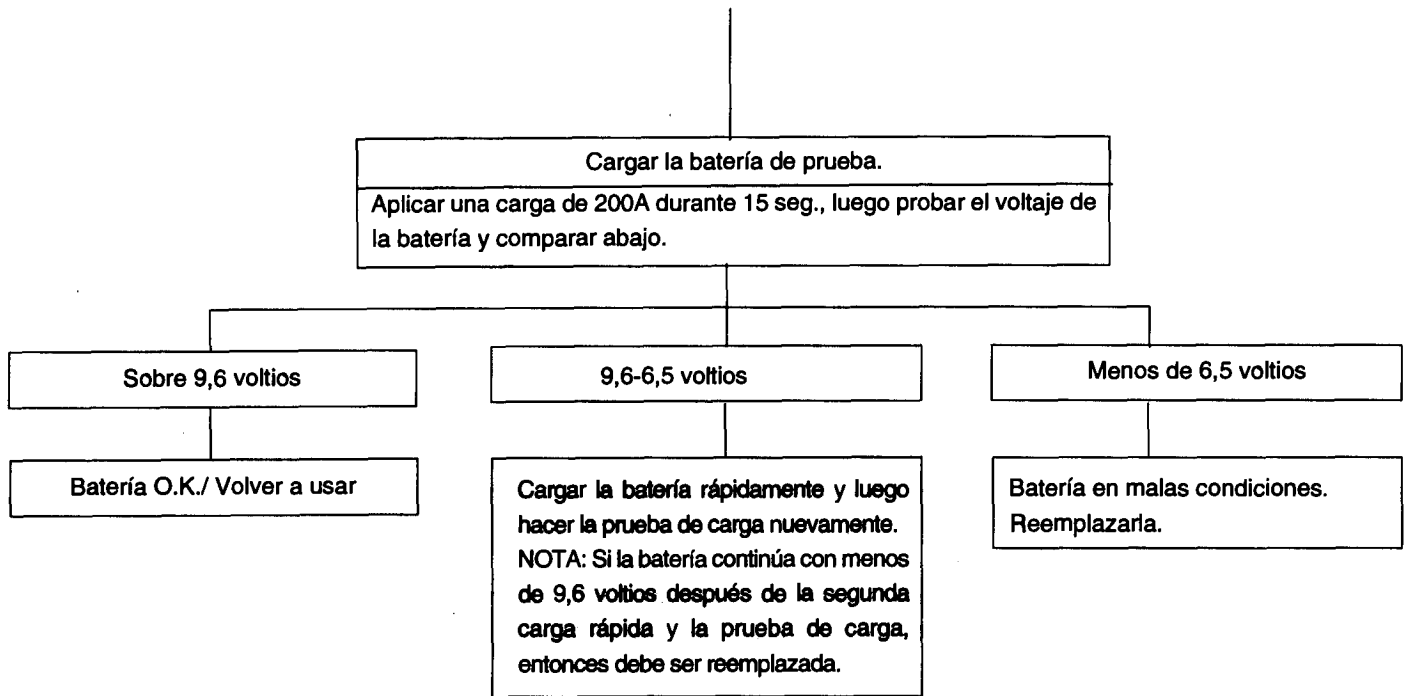 Cargar la batería de prueba.
Aplicar una carga de 200A durante 15 seg., luego probar el voltaje de
la batería y comparar abajo.
Sobre 9,6 voltios
9,6-6,5 voltios
Menos de 6,5 voltios
Batería O.K./ Volver a usar
Cargar la batería rápidamente y luego
hacer la prueba de carga nuevamente.
NOTA: Si la batería continúa con menos
de 9,6 voltios después de la segunda
carga rápida y la prueba de carga,
entonces debe ser reemplazada.
Batería en malas condiciones.
Reemplazarla.